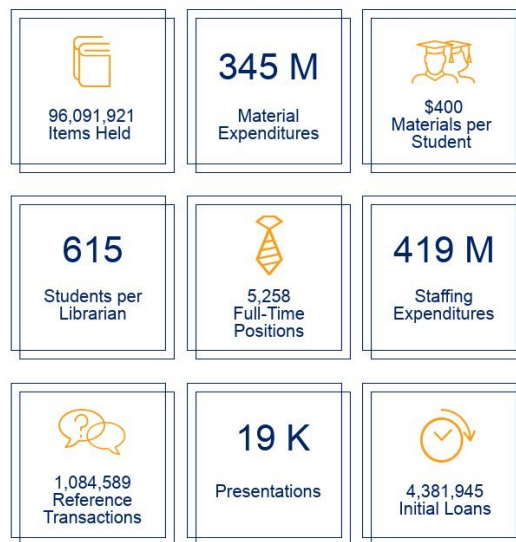 96,091,921
Items Held
345 M
Material
Expenditures
$400
Materials per
Student
615
Students per
Librarian
5,258
Full-Time
Positions
419 M
Staffing
Expenditures
?
1,084,589
Reference
Transactions
19 K
Presentations
4,381,945
Initial Loans